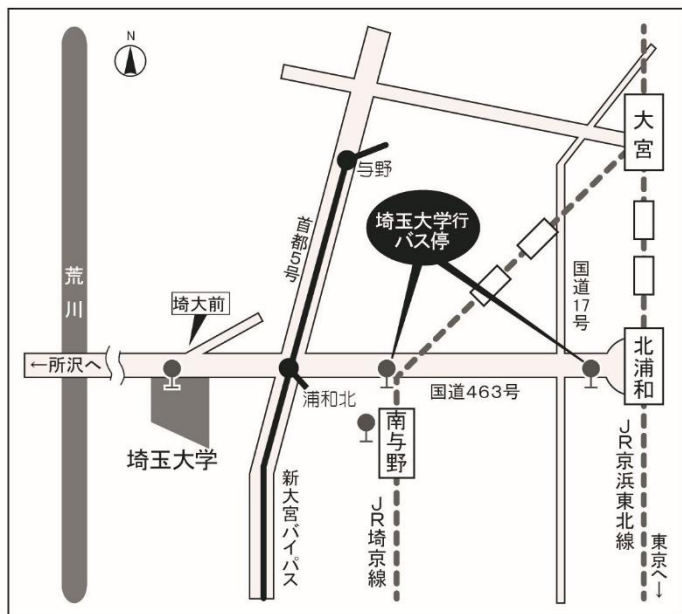 N
大宮
与野
首都5号
埼玉大学行
バス停
国道17号
荒川
埼大前
←所沢へ
浦和北
国道463号
北浦和
南与野
埼玉大学
新大宮バイパス
JR埼京線
JR京浜東北線
東京へ→